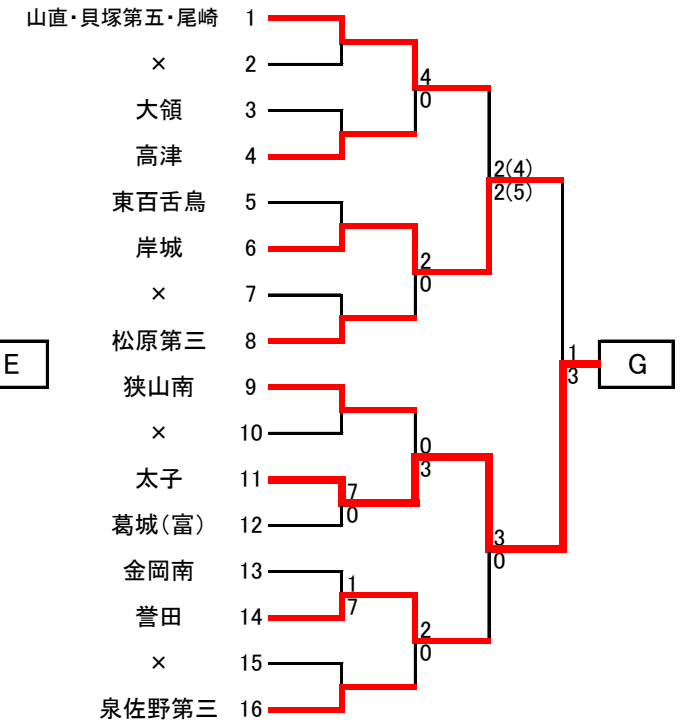 山直・貝塚第五・尾崎 1
× 2
4
0
大領 3
高津 4
2(4)
2(5)
東百舌鳥 5
岸城 6
2
0
× 7
松原第三 8
E
1
3
G
狭山南 9
× 10
0
3
太子 11
7
0
葛城(富) 12
3
0
金岡南 13
1
7
誉田 14
2
0
× 15
泉佐野第三 16